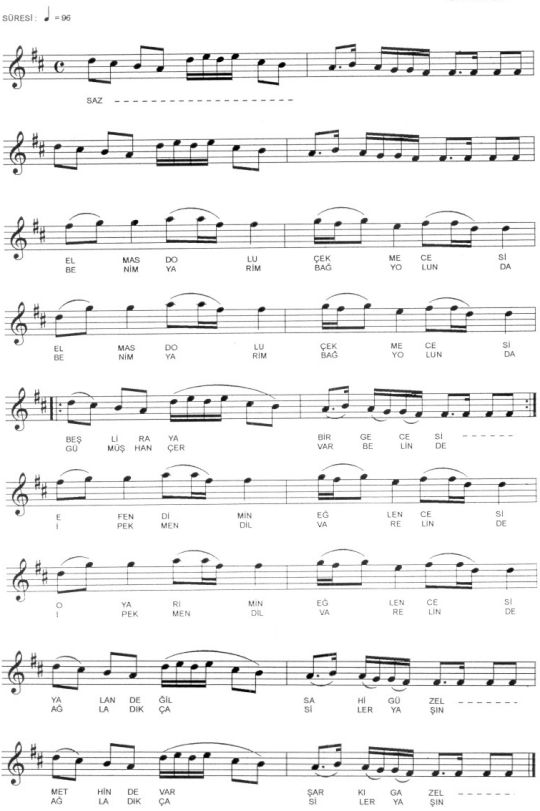 SÜRESİ : ♩ = 96
SAZ
EL MAS DO LU ÇEK ME CE Sİ
BE NİM YA RİM BAĞ YO LUN DA
EL MAS DO LU ÇEK ME CE Sİ
BE NİM YA RİM BAĞ YO LUN DA
BEŞ Lİ RA YA BİR GE CE Sİ
GÜ MÜŞ HAN ÇER VAR BE LİN DE
E FEN Dİ MİN EĞ LEN CE Sİ
I PEK MEN DİL VA RE LIN DE
O YA RI MİN EĞ LEN CE Sİ
I PEK MEN DIL VA RE LİN DE
YA LAN DE ĞİL SA HI GÜ ZEL
AĞ LA DIK ÇA Sİ LER YA ŞIN
MET HİN DE VAR ŞAR KI GA ZEL
AĞ LA DIK ÇA SI LER YA ŞIN